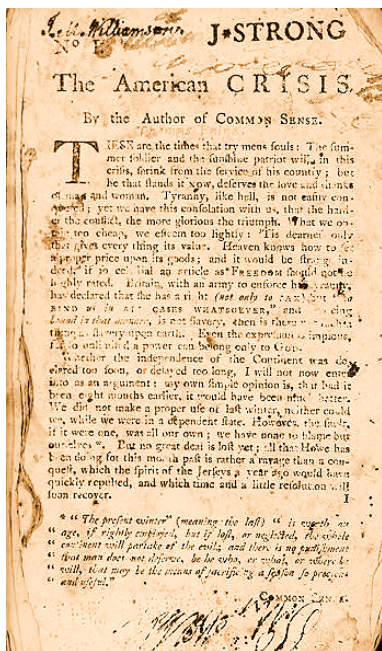 J. W. Williamson
J*STRONG
The American CRISIS.
By the Author of COMMON SENSE.
THESE are the times that try mens souls: The sum-
mer soldier and the sunshine patriot will, in this
crisis, shrink from the service of his country; but
he that stands it NOW, deserves the love and thanks
of man and woman. Tyranny, like hell, is not easily con-
quered; yet we have this consolation with us, that the hard-
er the conflict, the more glorious the triumph. What we ob-
tain too cheap, we esteem too lightly: 'Tis dearness only
that gives every thing its value. Heaven knows how to set
a proper price upon its goods; and it would be strange in-
deed, if so celestial an article as FREEDOM should not be
highly rated. Britain, with an army to enforce her tyranny,
has declared that she has a right (not only to TAX) but "to
BIND us in ALL CASES WHATSOEVER," and if being
bound in that manner, is not slavery, then is there not such a
thing as slavery upon earth. Even the expression is impious,
for so unlimited a power can belong only to GOD.
Whether the independence of the Continent was de-
clared too soon, or delayed too long, I will not now enter
into as an argument; my own simple opinion is, that had it
been eight months earlier, it would have been much better.
We did not make a proper use of last winter, neither could
we, while we were in a dependent state. However, the fault,
if it were one, was all our own; we have none to blame but
ourselves*. But no great deal is lost yet; all that Howe has
been doing for this month past is rather a ravage than a con-
quest, which the spirit of the Jerseys a year ago would have
quickly repulsed, and which time and a little resolution will
soon recover.
I
* "The present winter" (meaning the last) "is worth an
"age, if rightly employed, but if lost, or neglected, the whole
"continent will partake of the evil; and there is no punishment
"that man does not deserve, be he who, or what, or where he
"will, that may be the means of sacrificing a season so precious
"and useful."
COMMON SENSE.